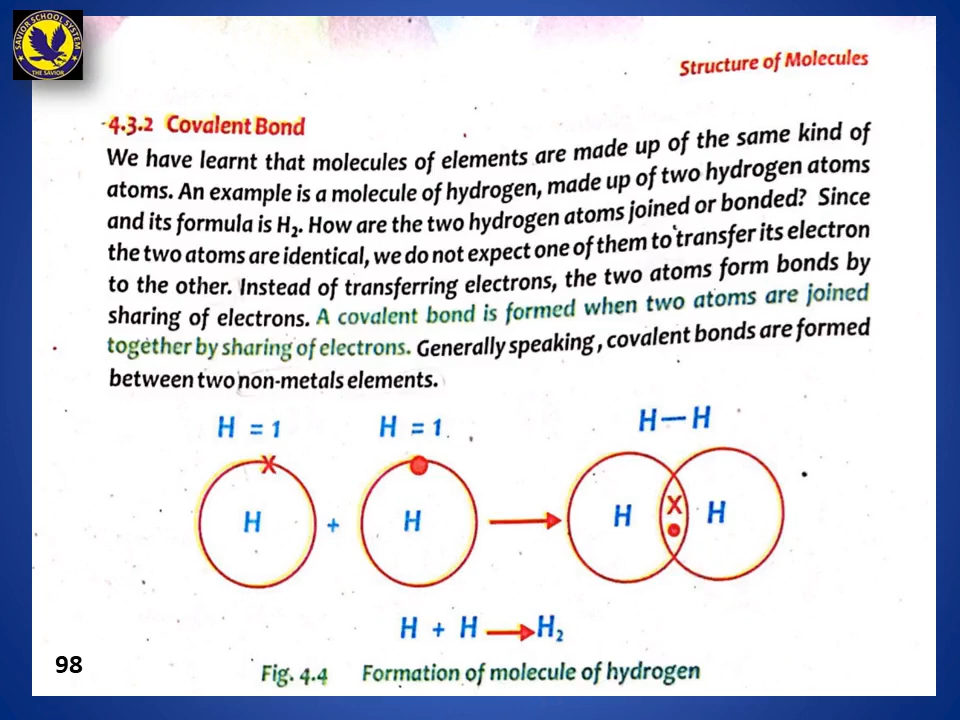 SAVIOR SCHOOL SYSTEM
THE SAVIOR
Structure of Molecules
4.3.2 Covalent Bond
We have learnt that molecules of elements are made up of the same kind of
atoms. An example is a molecule of hydrogen, made up of two hydrogen atoms
and its formula is H₂. How are the two hydrogen atoms joined or bonded? Since
the two atoms are identical, we do not expect one of them to transfer its electron
to the other. Instead of transferring electrons, the two atoms form bonds by
sharing of electrons. A covalent bond is formed when two atoms are joined
together by sharing of electrons. Generally speaking, covalent bonds are formed
between two non-metals elements.
H = 1 H = 1 H—H
X
H + H → H X H
H + H → H₂
98
Fig. 4.4 Formation of molecule of hydrogen